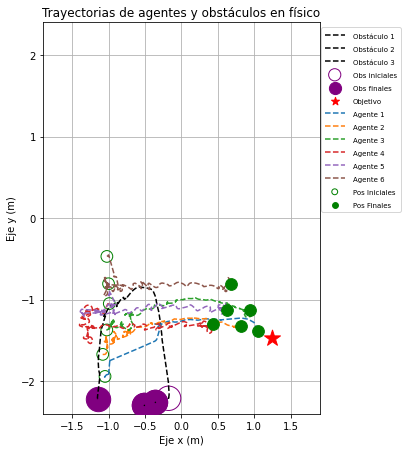 Trayectorias de agentes y obstáculos en físico
Eje y (m)
2
1
0
−1
−2
−1.5
−1.0
−0.5
0.0
0.5
1.0
1.5
Eje x (m)
Obstáculo 1
Obstáculo 2
Obstáculo 3
Obs iniciales
Obs finales
Objetivo
Agente 1
Agente 2
Agente 3
Agente 4
Agente 5
Agente 6
Pos Iniciales
Pos Finales